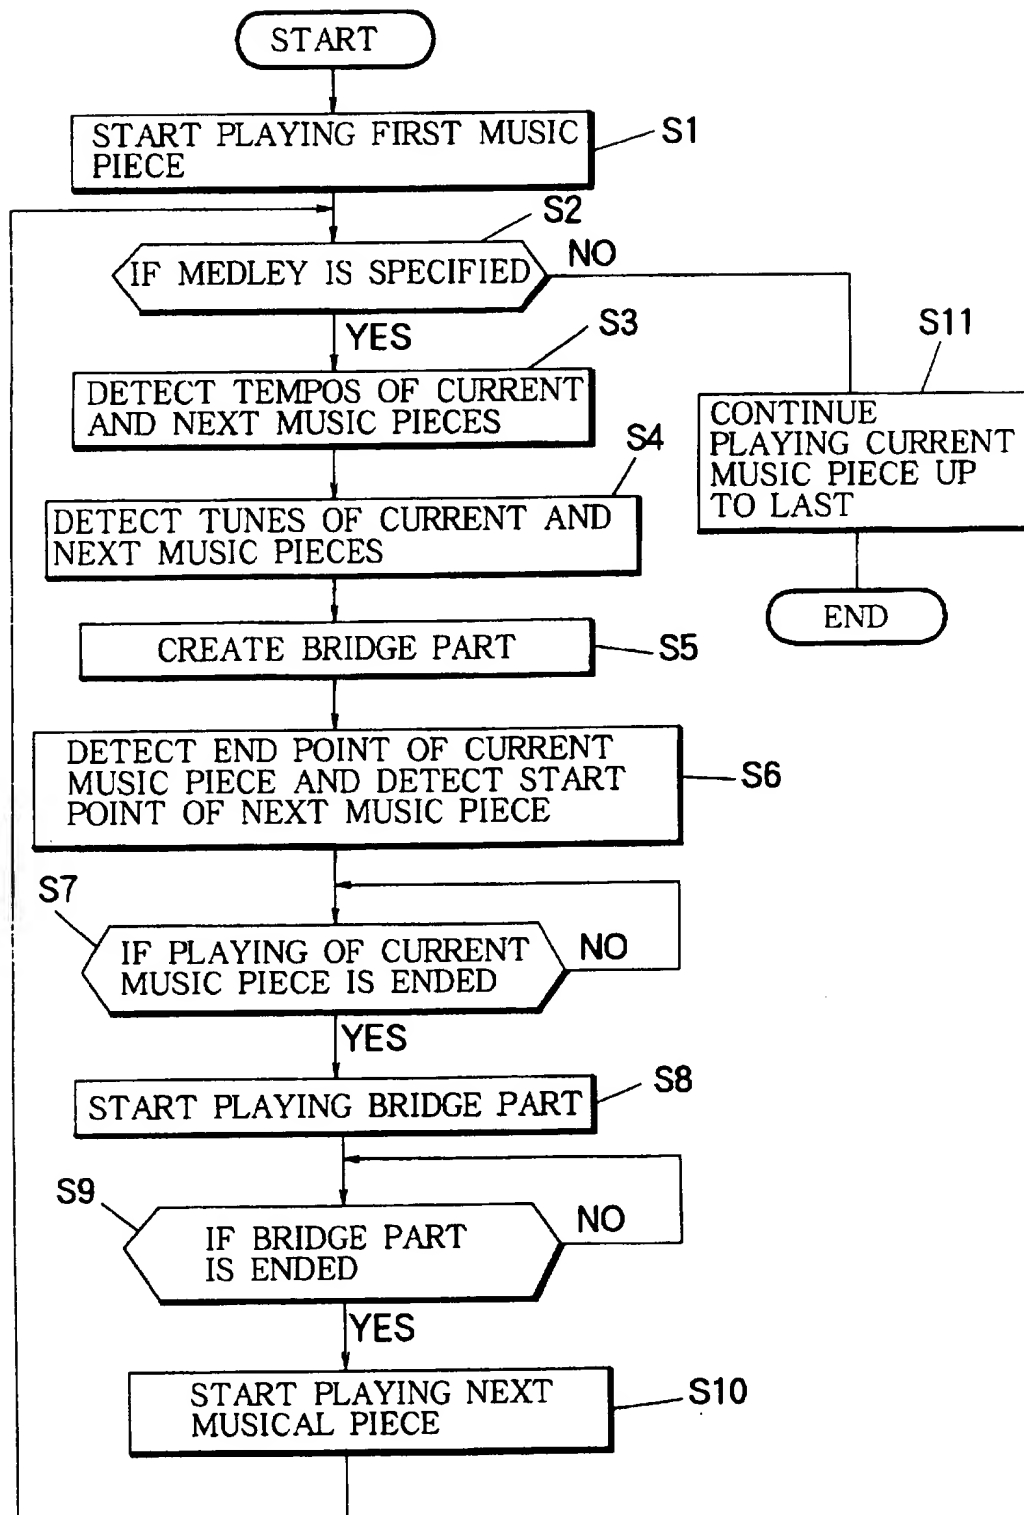 START
START PLAYING FIRST MUSIC
PIECE
S1
S2
IF MEDLEY IS SPECIFIED
NO
YES
S3
S11
DETECT TEMPOS OF CURRENT
AND NEXT MUSIC PIECES
CONTINUE
PLAYING CURRENT
MUSIC PIECE UP
TO LAST
S4
DETECT TUNES OF CURRENT AND
NEXT MUSIC PIECES
END
CREATE BRIDGE PART
S5
DETECT END POINT OF CURRENT
MUSIC PIECE AND DETECT START
POINT OF NEXT MUSIC PIECE
S6
S7
IF PLAYING OF CURRENT
MUSIC PIECE IS ENDED
NO
YES
S8
START PLAYING BRIDGE PART
S9
IF BRIDGE PART
IS ENDED
NO
YES
START PLAYING NEXT
MUSICAL PIECE
S10